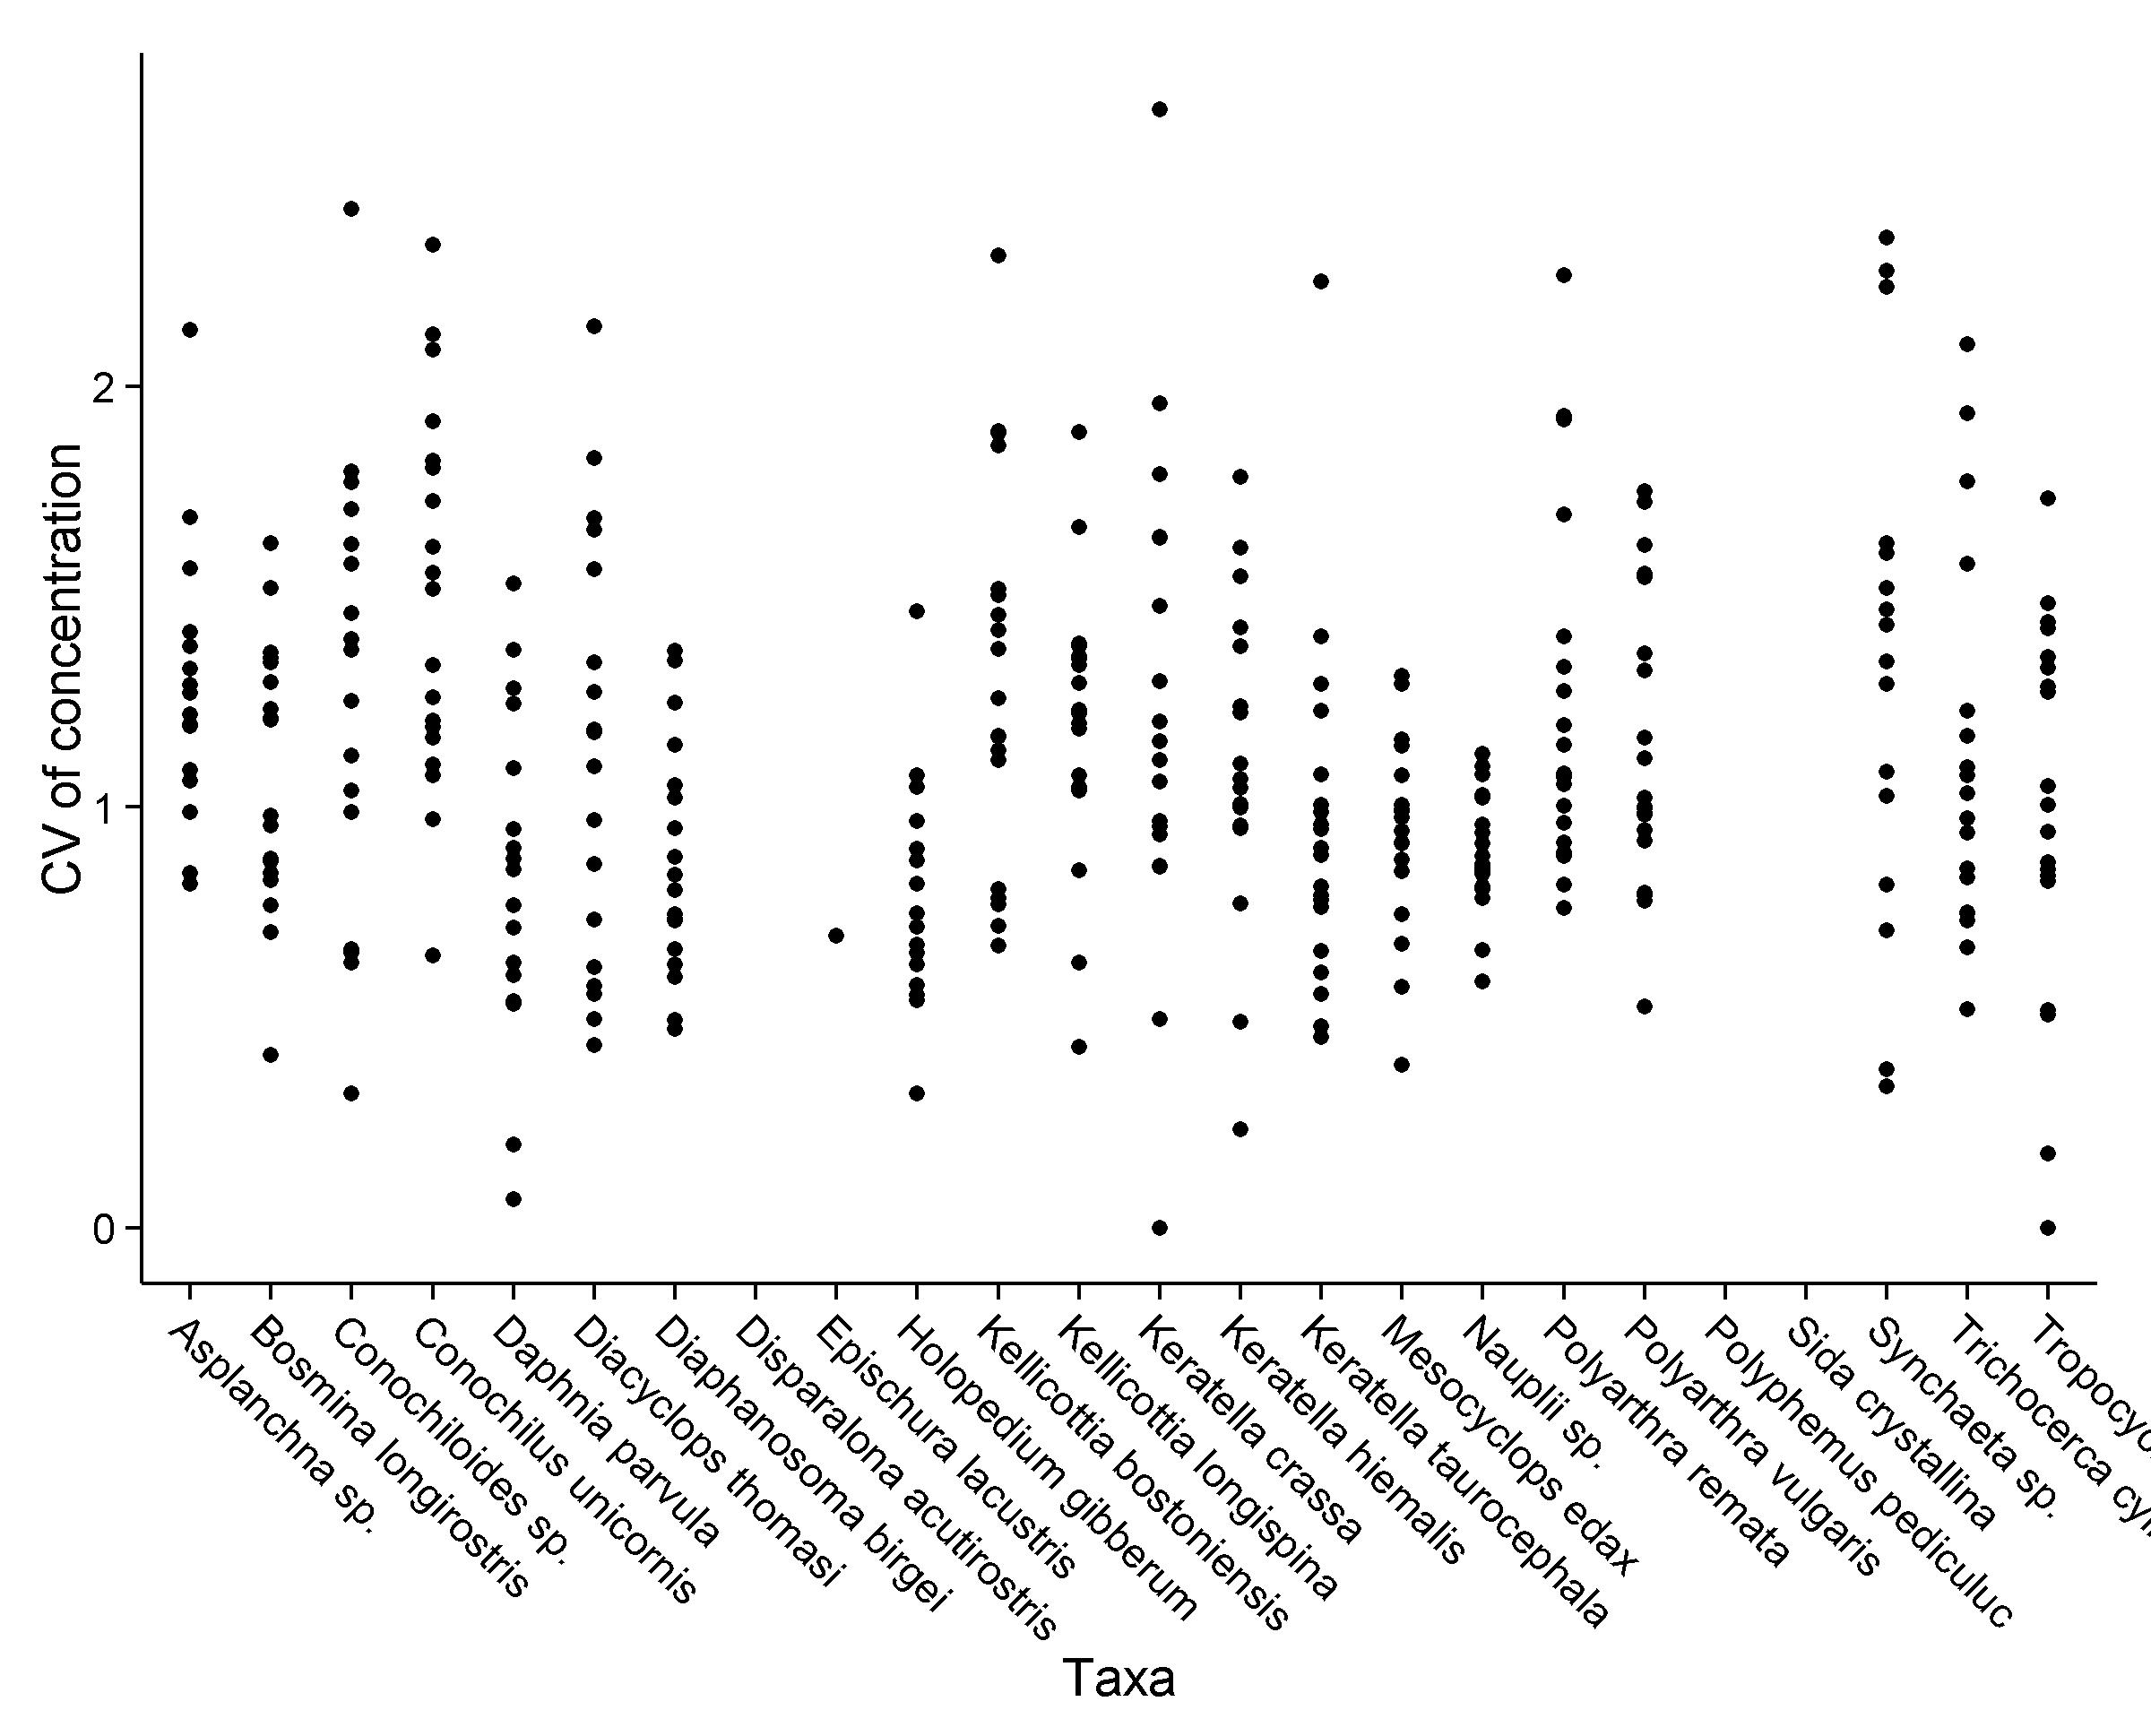 CV of concentration
2
1
0
Asplanchna sp.
Bosmina longirostris
Conochiloides sp.
Conochilus unicornis
Daphnia parvula
Diacyclops thomasi
Diaphanosoma birgei
Disparalona acutirostris
Epischura lacustris
Holopedium gibberum
Kellicottia bostoniensis
Kellicottia longispina
Keratella crassa
Keratella hiemalis
Keratella taurocephala
Mesocyclops edax
Nauplii sp.
Polyarthra remata
Polyarthra vulgaris
Polyphemus pediculuc
Sida crystallina
Synchaeta sp.
Trichocerca
Taxa